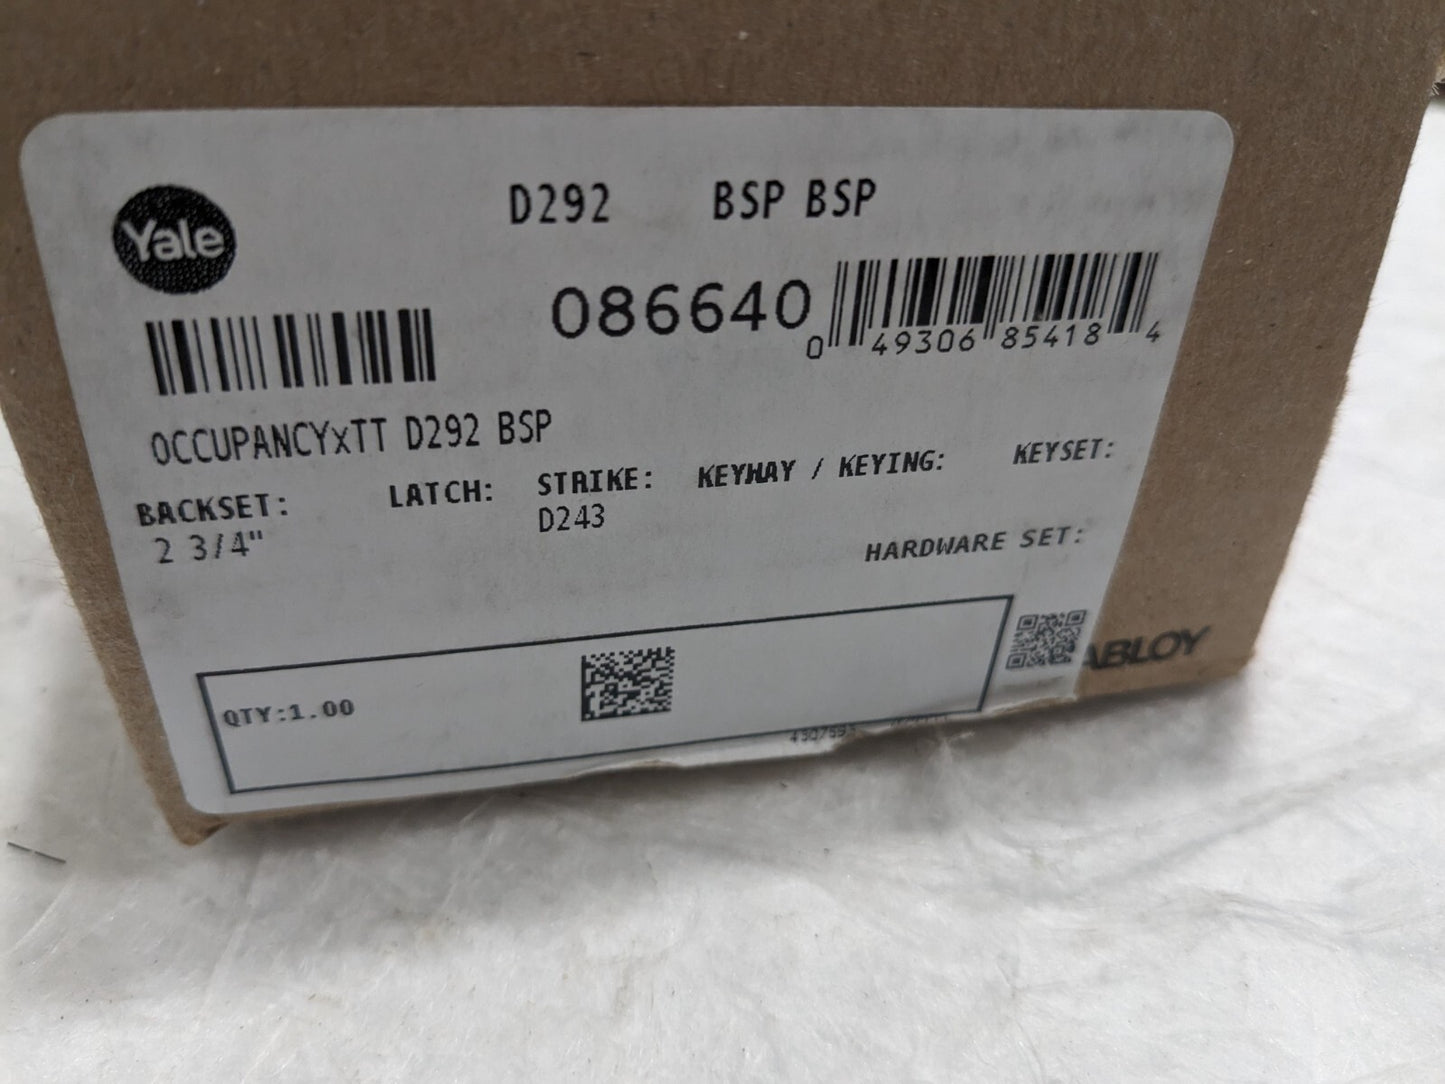 Yale
D292 BSP BSP
086640
0 49306 85418 4
OCCUPANCYxTT D292 BSP
BACKSET: LATCH: STRIKE: KEYWAY / KEYING: KEYSET:
2 3/4" D243
HARDWARE SET:
QTY:1.00
ABLOY